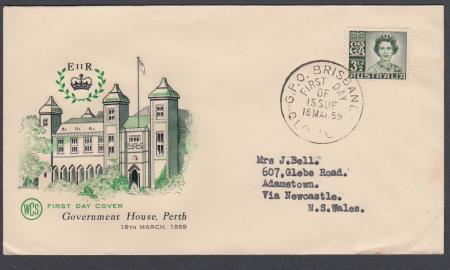 EIIR
3½
AUSTRALIA
G.P.O. BRISBANE
FIRST DAY
OF
ISSUE
18 MAR 59
Mrs J.Bell.
607,Glebe Road.
Adamstown.
Via Newcastle.
N.S.Wales.
WCS
FIRST DAY COVER
Government House, Perth
18TH MARCH, 1959